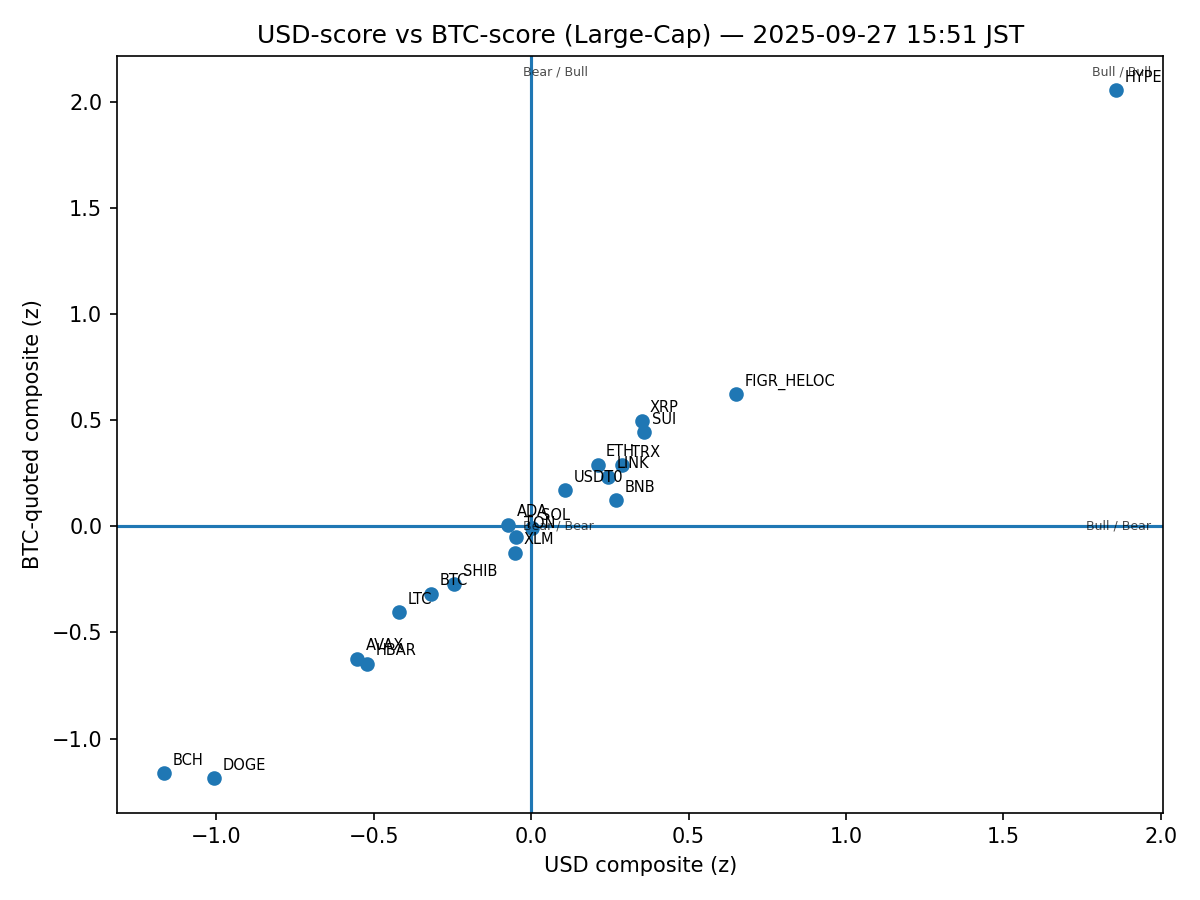 USD-score vs BTC-score (Large-Cap) — 2025-09-27 15:51 JST
Bear / Bull
Bull / Bull
HYPE
2.0
1.5
1.0
0.5
0.0
−0.5
−1.0
BTC-quoted composite (z)
FIGR_HELOC
XRP
SUI
ETH
TRX
LINK
USDT0
BNB
ADA
SOL
TON
Bear / Bear
Bull / Bear
XLM
SHIB
BTC
LTC
AVAX
HBAR
BCH
DOGE
−1.0
−0.5
0.0
0.5
1.0
1.5
2.0
USD composite (z)